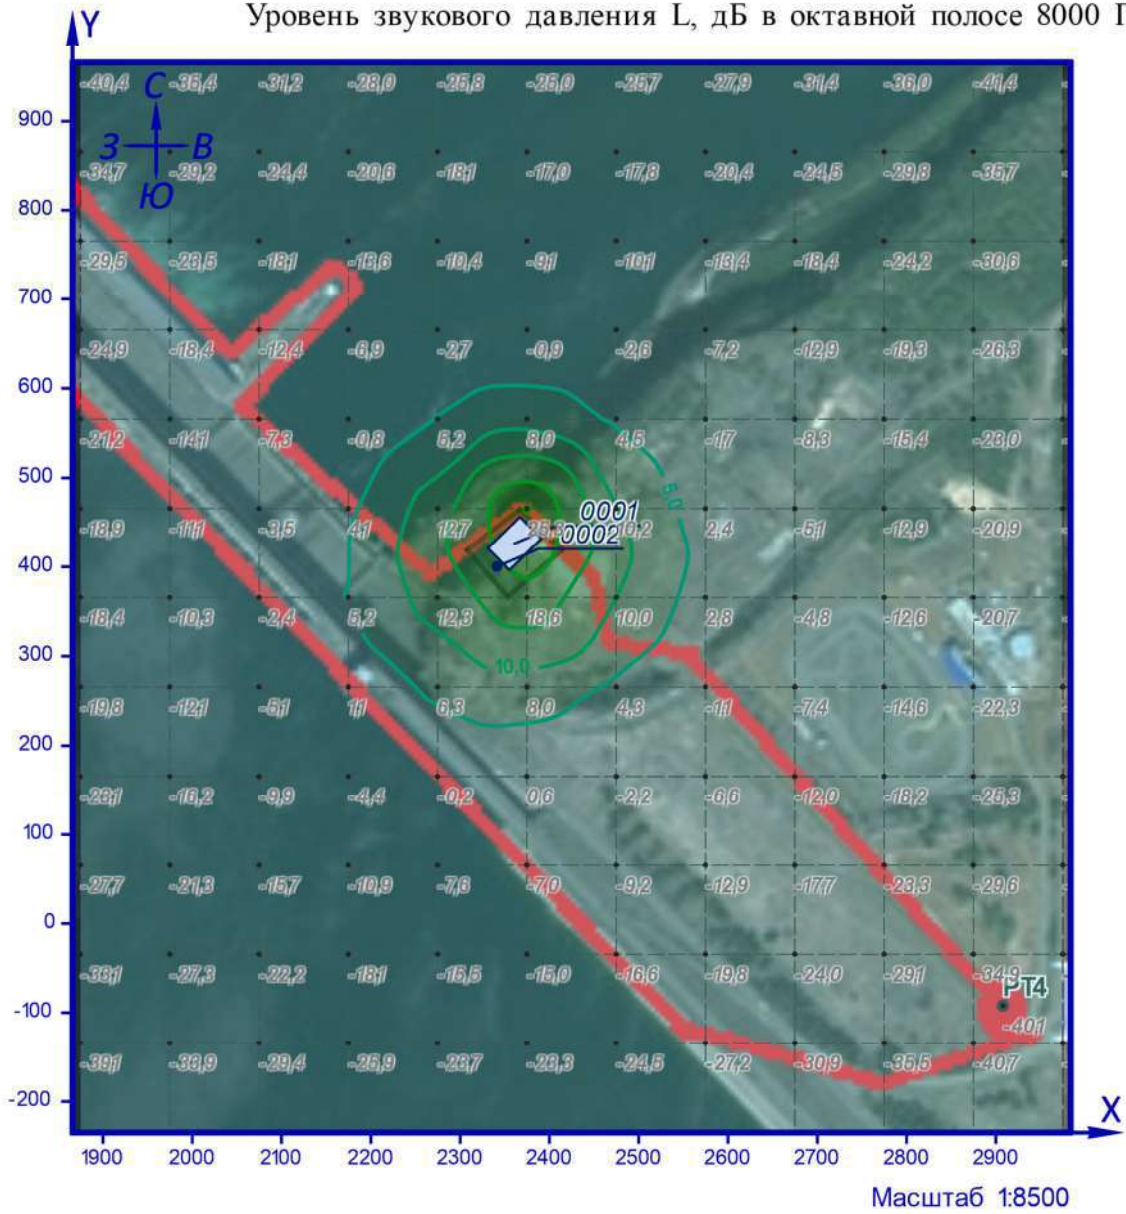 Уровень звукового давления L, дБ в октавной полосе 8000 Г
Y
-40,4 -35,4 -31,2 -28,0 -25,8 -25,0 -25,7 -27,9 -31,4 -36,0 -41,4
С
900
З В
-34,7 -29,2 -24,4 -20,6 -18,1 -17,0 -17,8 -20,4 -24,5 -29,8 -35,7
Ю
800
-29,5 -23,5 -18,1 -13,6 -10,4 -9,1 -10,1 -13,4 -18,4 -24,2 -30,6
700
-24,9 -18,4 -12,4 -6,9 -2,7 -0,9 -2,6 -7,2 -12,9 -19,3 -26,3
600
-21,2 -14,1 -7,3 -0,8 5,2 8,0 4,5 -1,7 -8,3 -15,4 -23,0
500
5,0
0001
-18,9 -11,1 -3,5 4,1 12,7 10,2 2,4 -5,1 -12,9 -20,9
0002
400
-18,4 -10,3 -2,4 5,2 12,3 18,6 10,0 2,8 -4,8 -12,6 -20,7
300
10,0
-19,8 -12,1 -5,1 1,1 6,3 8,0 4,3 -1,1 -7,4 -14,6 -22,3
200
-23,1 -16,2 -9,9 -4,4 -0,2 0,6 -2,2 -6,6 -12,0 -18,2 -25,3
100
-27,7 -21,3 -15,7 -10,9 -7,6 -7,0 -9,2 -12,9 -17,7 -23,3 -29,6
0
-33,1 -27,3 -22,2 -18,1 -15,5 -15,0 -16,6 -19,8 -24,0 -29,1 -34,9
РТ4
-100
-40,1
-39,1 -33,9 -29,4 -25,9 -23,7 -23,3 -24,5 -27,2 -30,9 -35,5 -40,7
-200
X
1900 2000 2100 2200 2300 2400 2500 2600 2700 2800 2900
Масштаб 1:8500